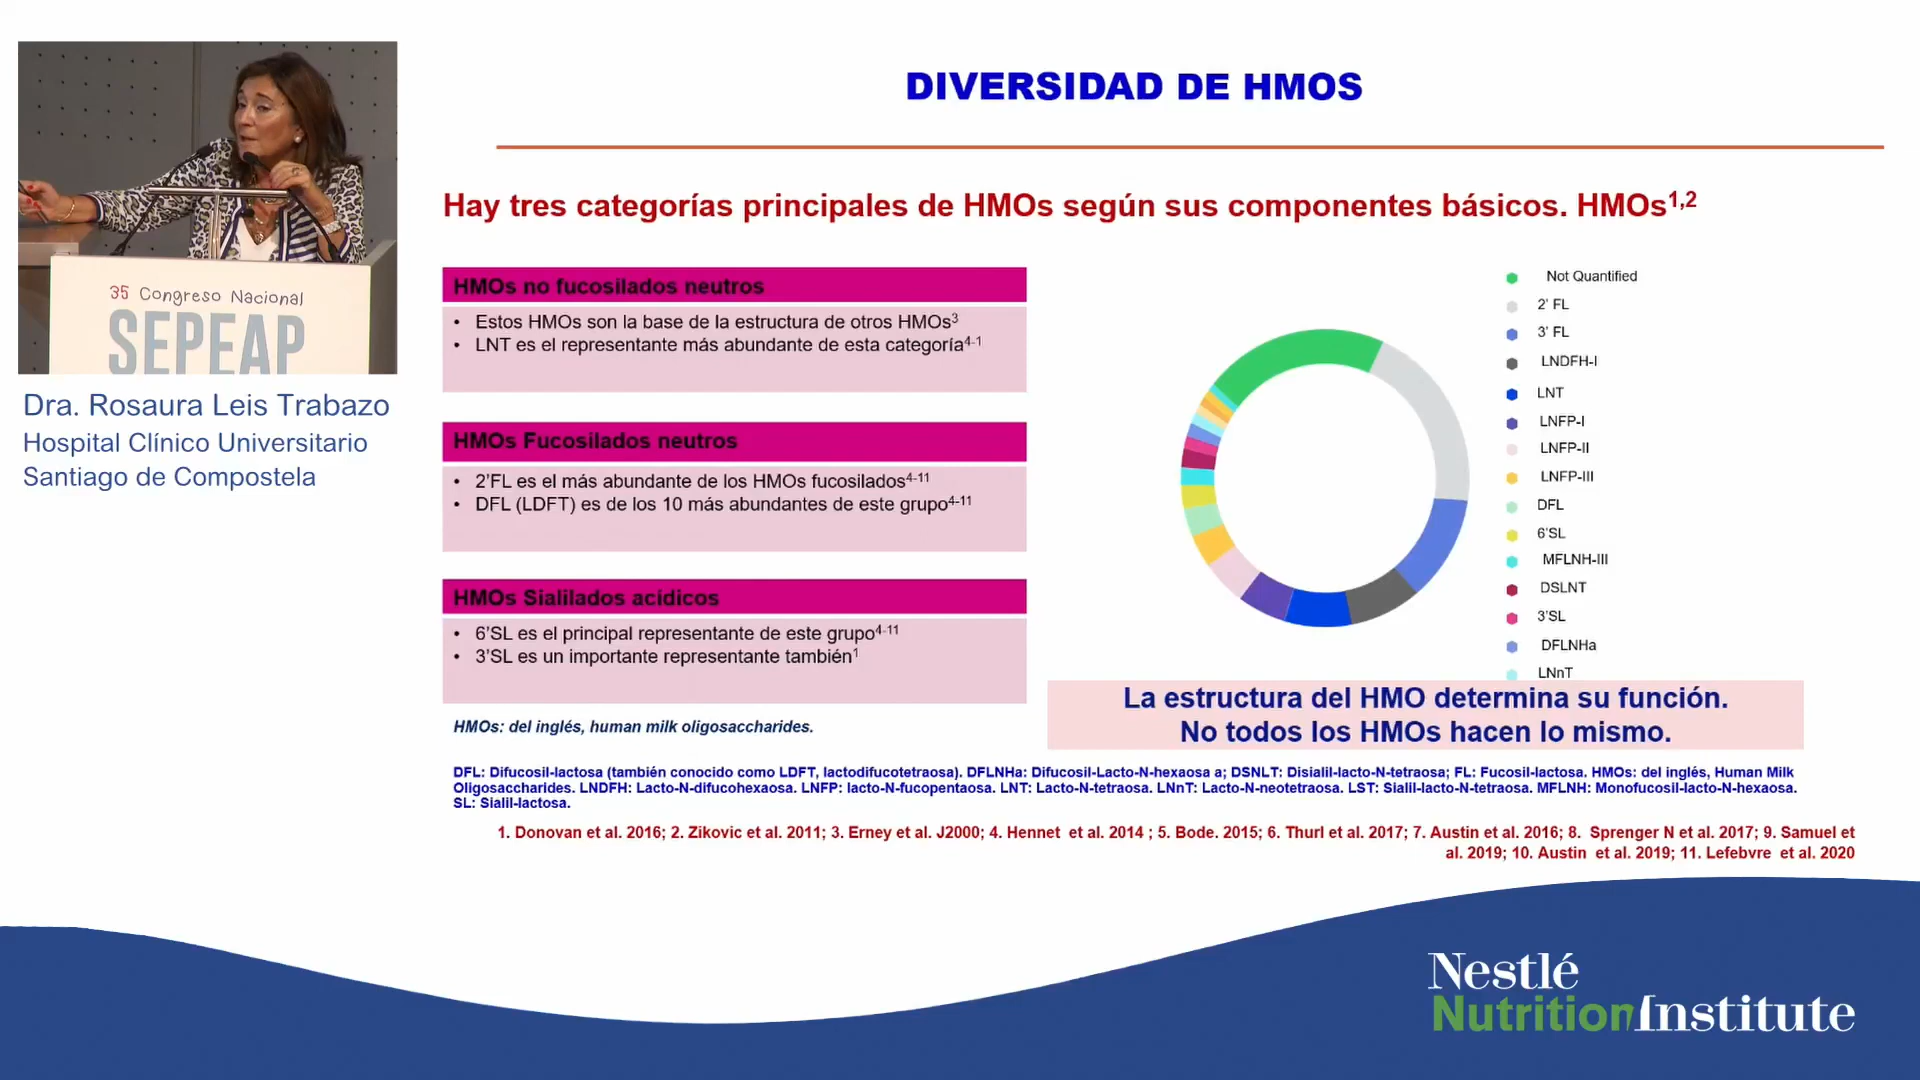 DIVERSIDAD DE HMOS
35 Congreso Nacional
SEPEAP
Dra. Rosaura Leis Trabazo
Hospital Clínico Universitario
Santiago de Compostela
Hay tres categorías principales de HMOs según sus componentes básicos. HMOs1,2
HMOs no fucosilados neutros
• Estos HMOs son la base de la estructura de otros HMOs3
• LNT es el representante más abundante de esta categoría4-1
HMOs Fucosilados neutros
• 2'FL es el más abundante de los HMOs fucosilados4-11
• DFL (LDFT) es de los 10 más abundantes de este grupo4-11
HMOs Sialilados acidicos
• 6'SL es el principal representante de este grupo4-11
• 3'SL es un importante representante también1
HMOs: del inglés, human milk oligosaccharides.
Not Quantified
2' FL
3' FL
LNDFH-I
LNT
LNFP-I
LNFP-II
LNFP-III
DFL
6'SL
MFLNH-III
DSLNT
3'SL
DFLNHa
LNnT
La estructura del HMO determina su función.
No todos los HMOs hacen lo mismo.
DFL: Difucosil-lactosa (también conocido como LDFT, lactodifucotetraosa). DFLNHa: Difucosil-Lacto-N-hexaosa a; DSNLT: Disialil-lacto-N-tetraosa; FL: Fucosil-lactosa. HMOs: del inglés, Human Milk
Oligosaccharides. LNDFH: Lacto-N-difucohexaosa. LNFP: lacto-N-fucopentaosa. LNT: Lacto-N-tetraosa. LNnT: Lacto-N-neotetraosa. LST: Sialil-lacto-N-tetraosa. MFLNH: Monofucosil-lacto-N-hexaosa.
SL: Sialil-lactosa.
1. Donovan et al. 2016; 2. Zikovic et al. 2011; 3. Erney et al. J2000; 4. Hennet et al. 2014 ; 5. Bode. 2015; 6. Thurl et al. 2017; 7. Austin et al. 2016; 8. Sprenger N et al. 2017; 9. Samuel et
al. 2019; 10. Austin et al. 2019; 11. Lefebvre et al. 2020
Nestlé
NutritionInstitute